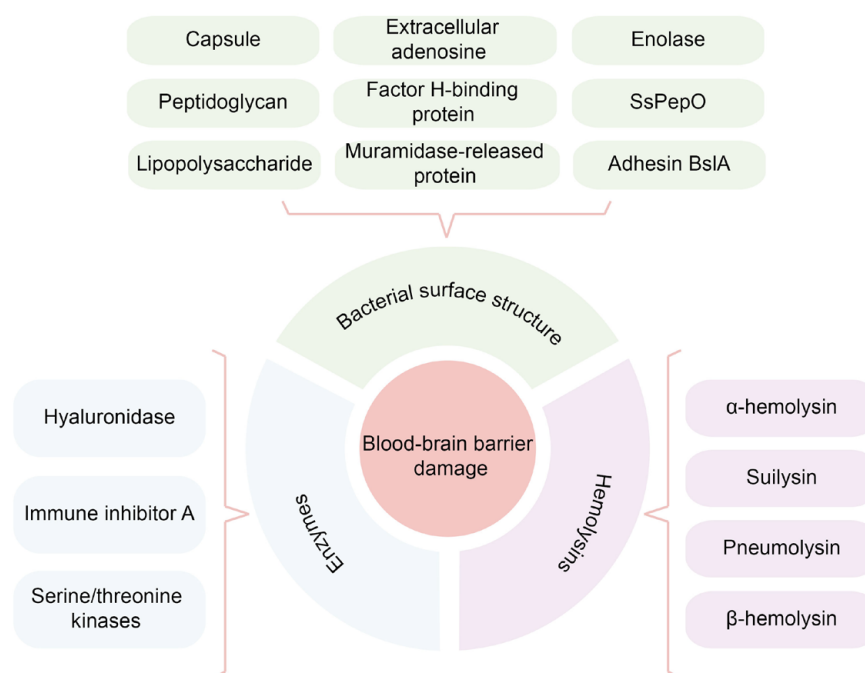 Capsule
Extracellular
adenosine
Enolase
Peptidoglycan
Factor H-binding
protein
SsPepO
Lipopolysaccharide
Muramidase-released
protein
Adhesin BslA
Bacterial surface structure
Hyaluronidase
Immune inhibitor A
Serine/threonine
kinases
Enzymes
Blood-brain barrier
damage
Hemolysins
α-hemolysin
Suilysin
Pneumolysin
β-hemolysin